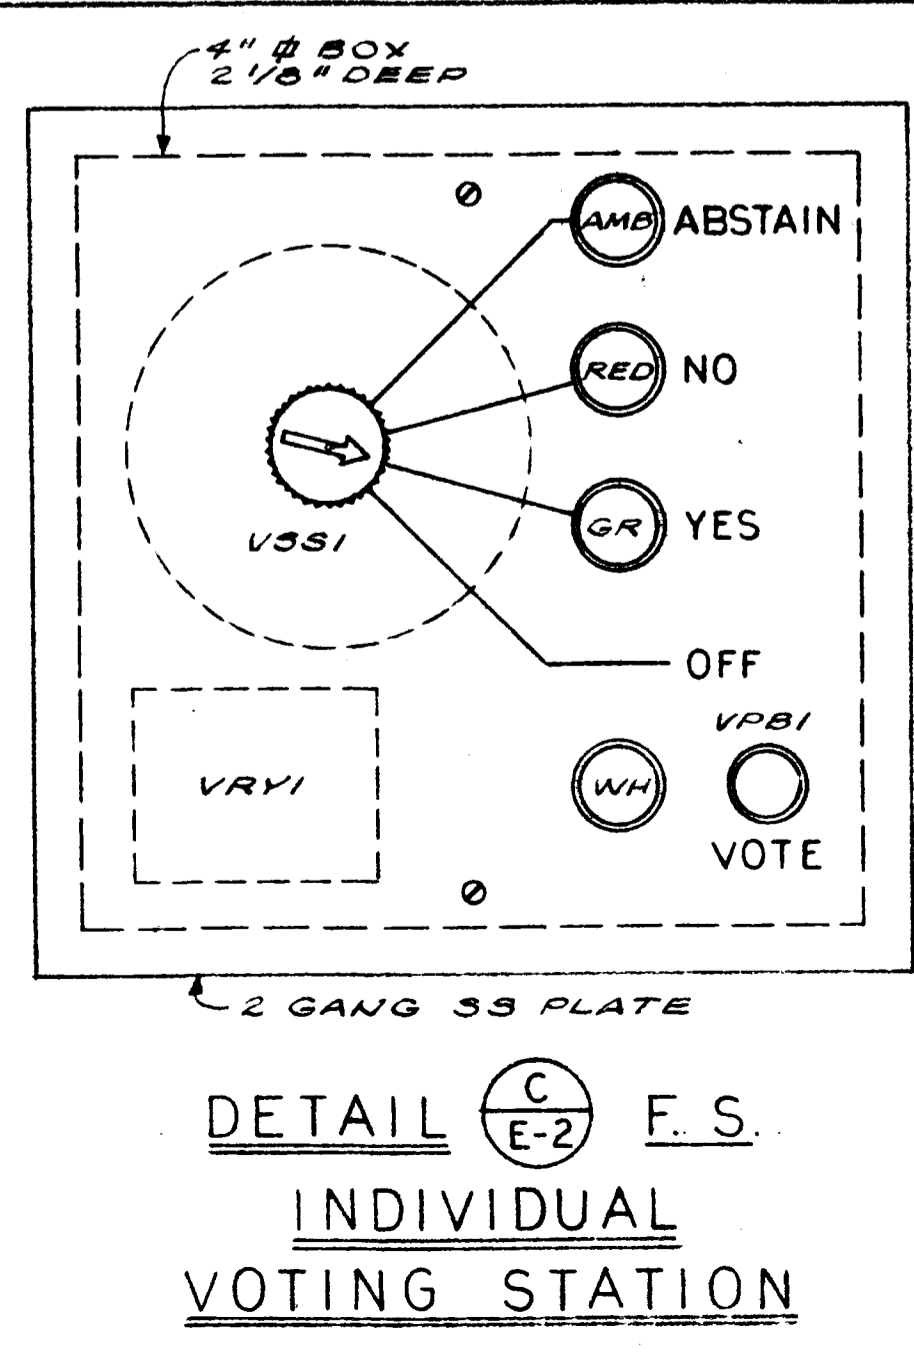 4" ⏍ BOX
2 1/8" DEEP
AMB ABSTAIN
RED NO
VSS1
GR YES
OFF
VPB1
VRY1
WH
VOTE
2 GANG SS PLATE
DETAIL C/E-2 F.S.
INDIVIDUAL
VOTING STATION